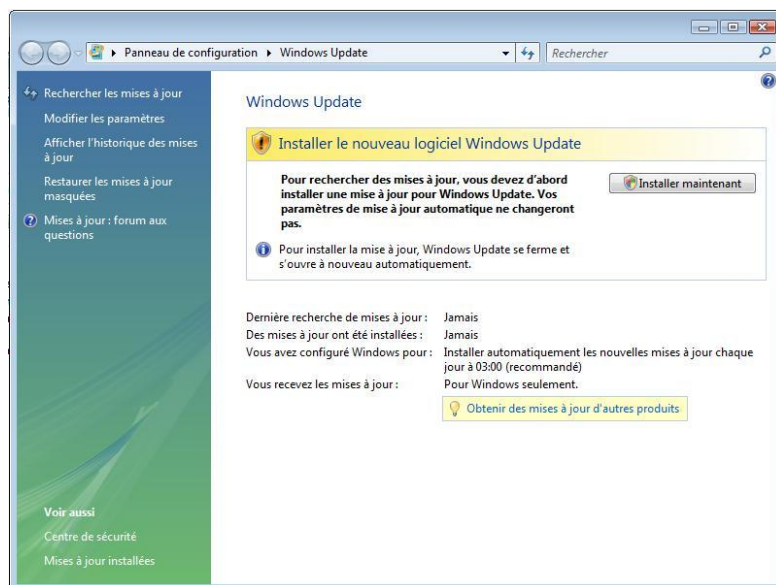 Panneau de configuration ▸ Windows Update
Rechercher
Rechercher les mises à jour
Modifier les paramètres
Afficher l'historique des mises
à jour
Restaurer les mises à jour
masquées
Mises à jour : forum aux
questions
Voir aussi
Centre de sécurité
Mises à jour installées
Windows Update
Installer le nouveau logiciel Windows Update
Pour rechercher des mises à jour, vous devez d'abord
installer une mise à jour pour Windows Update. Vos
paramètres de mise à jour automatique ne changeront
pas.
Installer maintenant
Pour installer la mise à jour, Windows Update se ferme et
s'ouvre à nouveau automatiquement.
Dernière recherche de mises à jour : Jamais
Des mises à jour ont été installées : Jamais
Vous avez configuré Windows pour : Installer automatiquement les nouvelles mises à jour chaque
jour à 03:00 (recommandé)
Vous recevez les mises à jour : Pour Windows seulement.
Obtenir des mises à jour d'autres produits